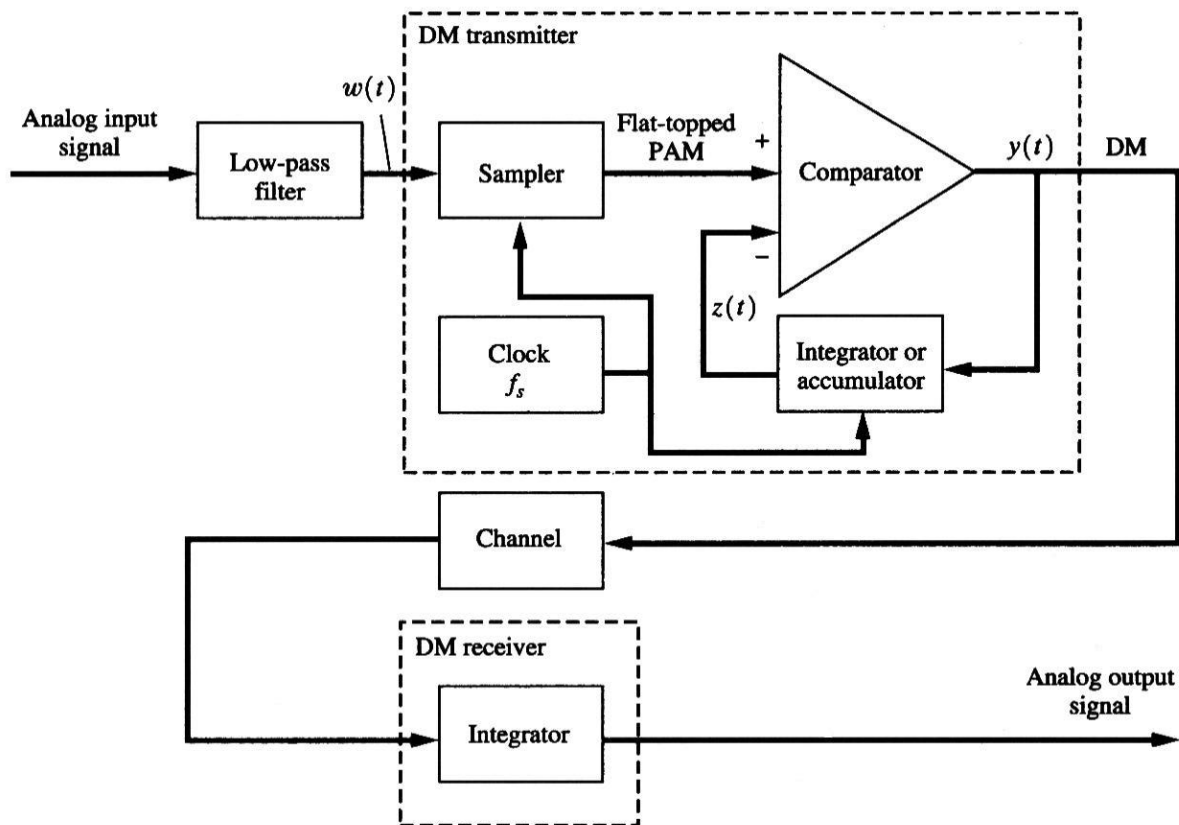 DM transmitter
w(t)
Analog input
signal
Low-pass
filter
Sampler
Flat-topped
PAM
+
−
Comparator
y(t)
DM
z(t)
Clock
fₛ
Integrator or
accumulator
Channel
DM receiver
Integrator
Analog output
signal